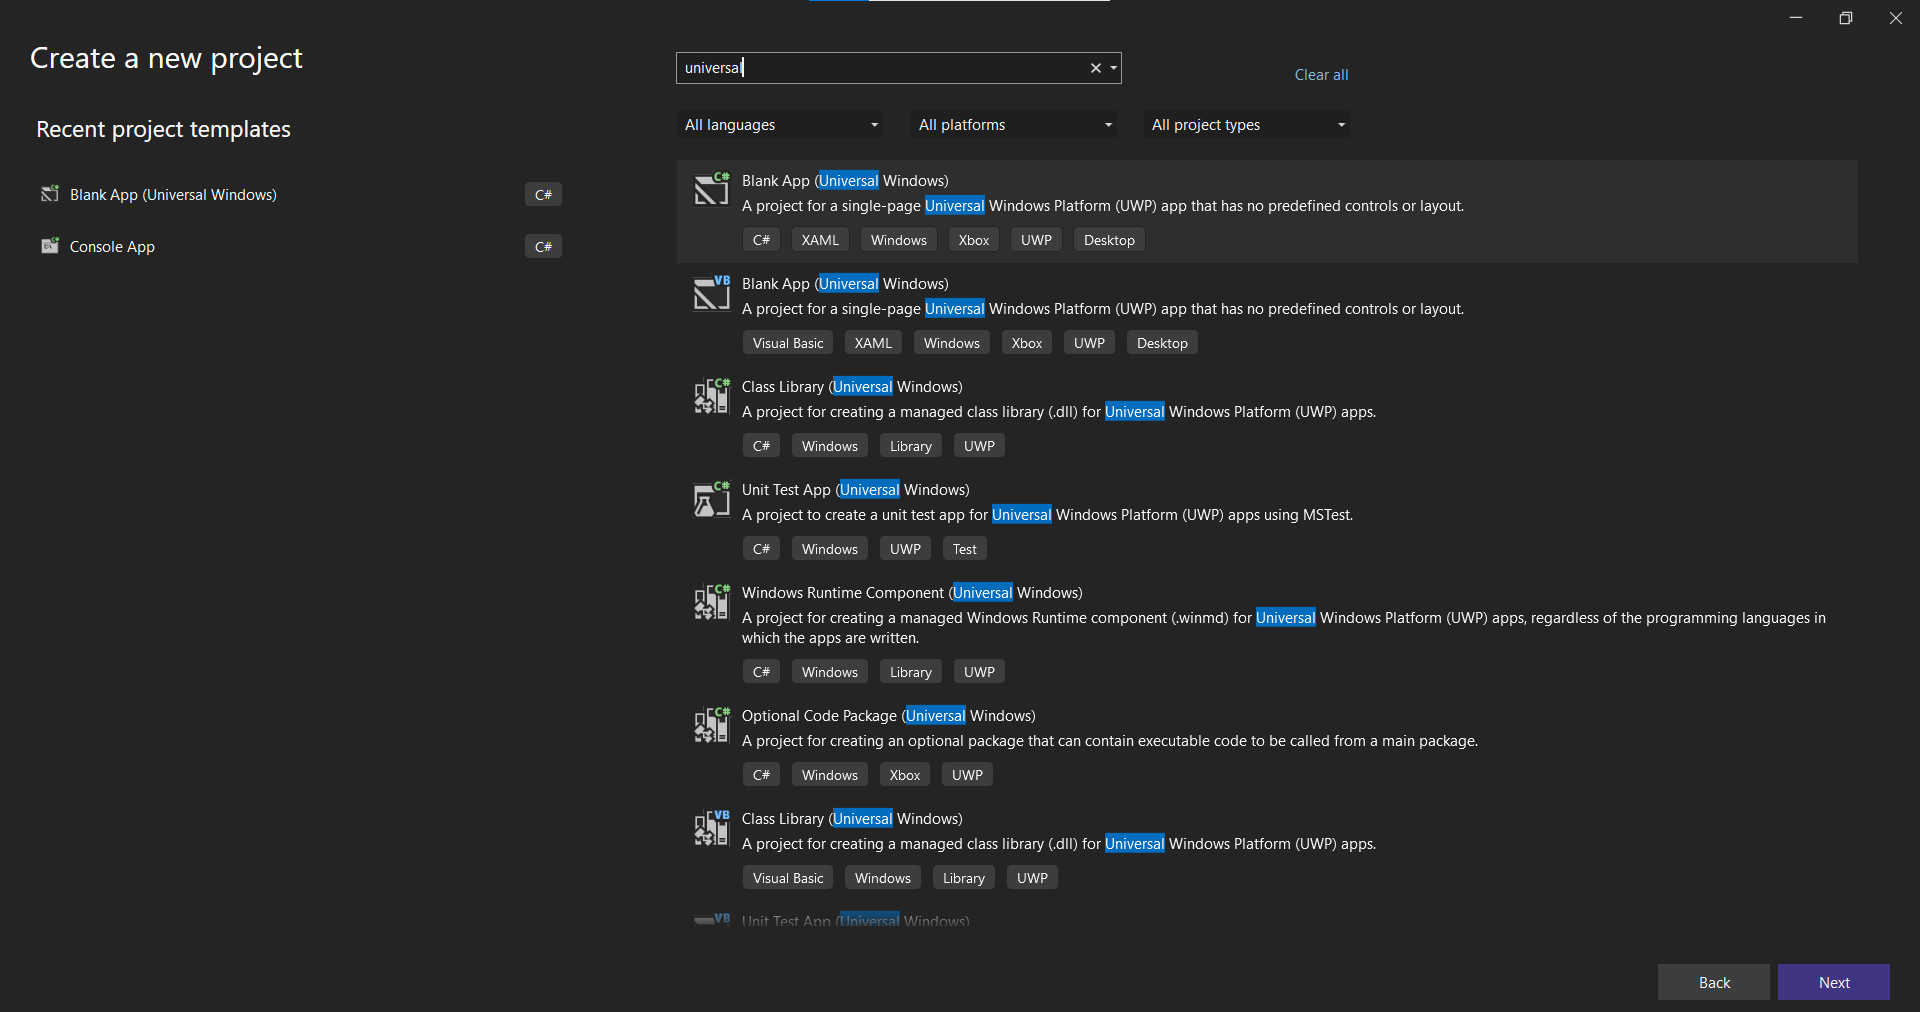 Create a new project
universal
Clear all
Recent project templates
All languages
All platforms
All project types
Blank App (Universal Windows)
C#
Console App
C#
C#
Blank App (Universal Windows)
A project for a single-page Universal Windows Platform (UWP) app that has no predefined controls or layout.
C# XAML Windows Xbox UWP Desktop
VB
Blank App (Universal Windows)
A project for a single-page Universal Windows Platform (UWP) app that has no predefined controls or layout.
Visual Basic XAML Windows Xbox UWP Desktop
C#
Class Library (Universal Windows)
A project for creating a managed class library (.dll) for Universal Windows Platform (UWP) apps.
C# Windows Library UWP
C#
Unit Test App (Universal Windows)
A project to create a unit test app for Universal Windows Platform (UWP) apps using MSTest.
C# Windows UWP Test
C#
Windows Runtime Component (Universal Windows)
A project for creating a managed Windows Runtime component (.winmd) for Universal Windows Platform (UWP) apps, regardless of the programming languages in
which the apps are written.
C# Windows Library UWP
C#
Optional Code Package (Universal Windows)
A project for creating an optional package that can contain executable code to be called from a main package.
C# Windows Xbox UWP
VB
Class Library (Universal Windows)
A project for creating a managed class library (.dll) for Universal Windows Platform (UWP) apps.
Visual Basic Windows Library UWP
VB
Unit Test App (Universal Windows)
Back
Next